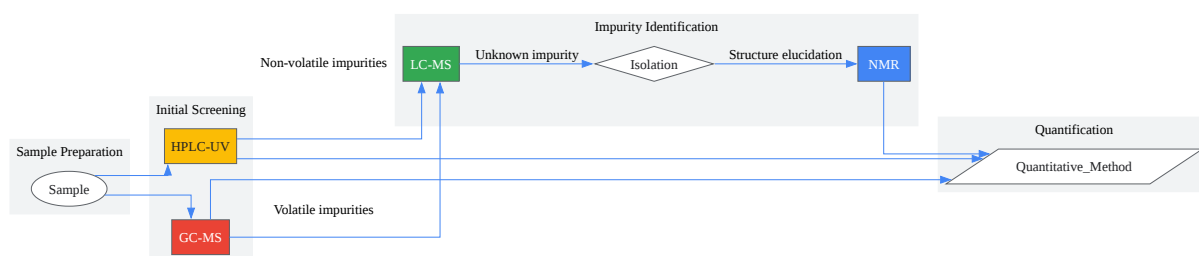 Impurity Identification
Non-volatile impurities
LC-MS
Unknown impurity
Isolation
Structure elucidation
NMR
Initial Screening
HPLC-UV
Sample Preparation
Sample
Quantification
Quantitative_Method
Volatile impurities
GC-MS